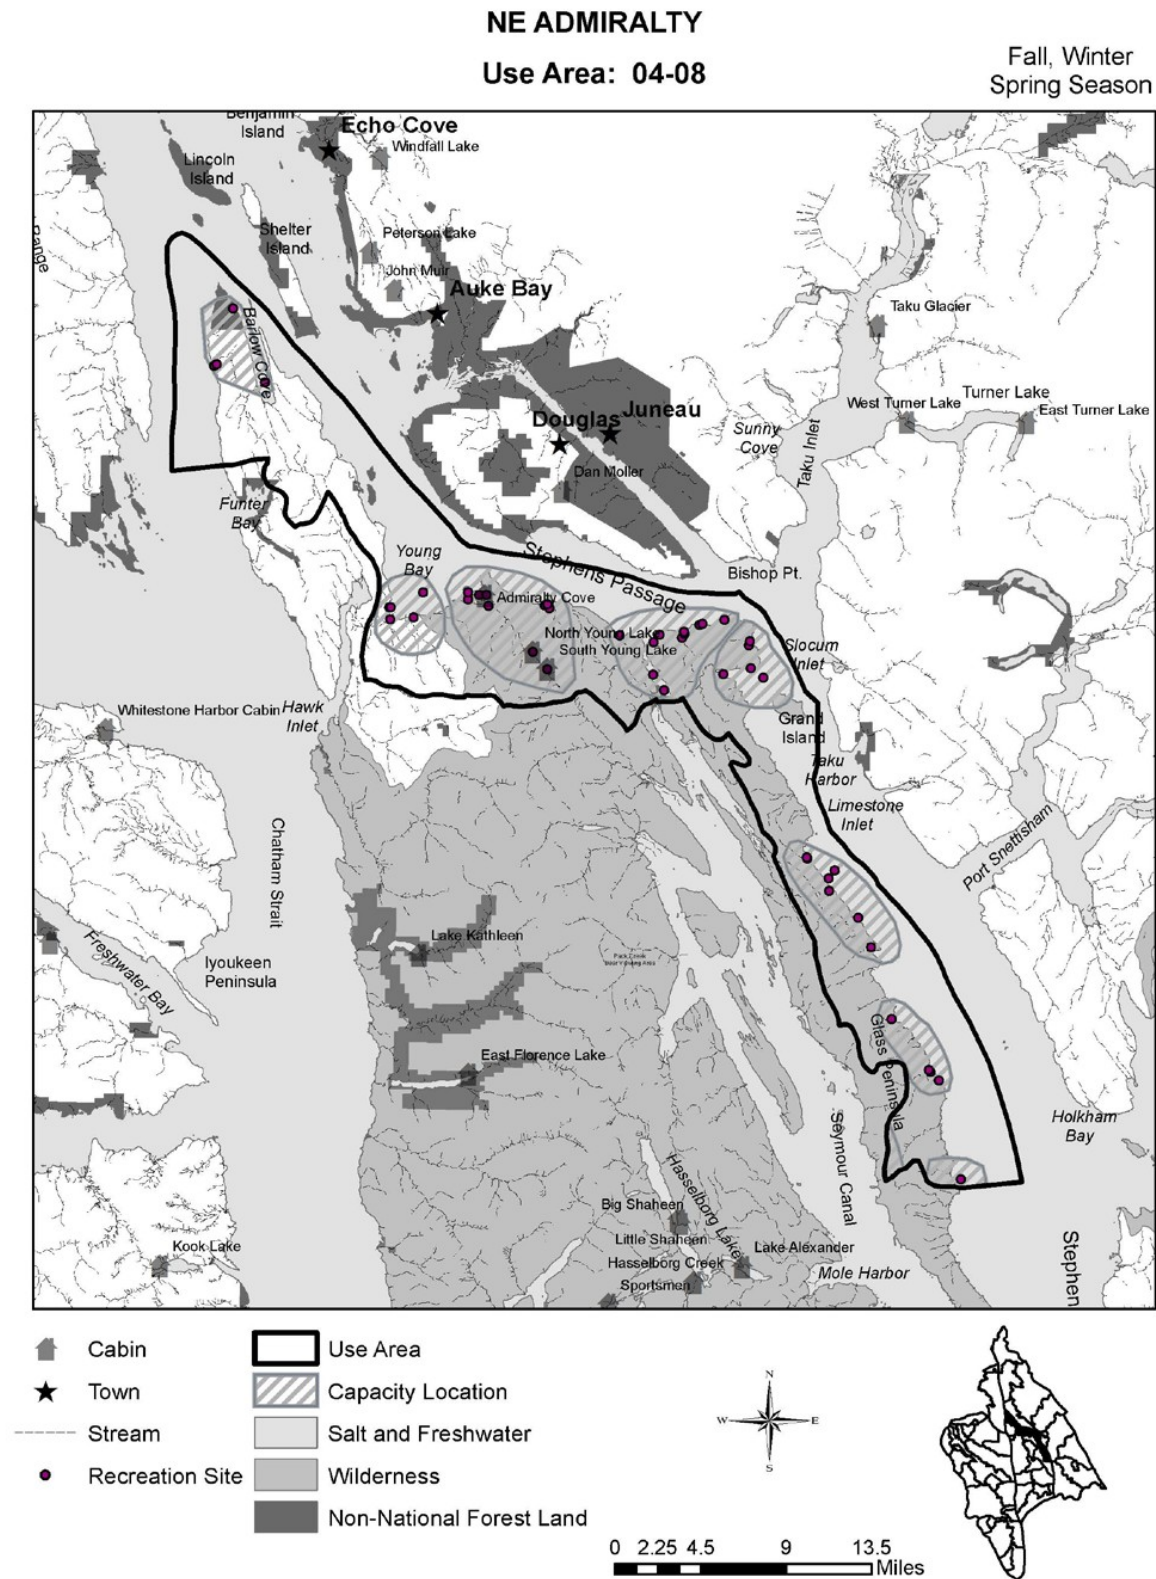 NE ADMIRALTY
Use Area: 04-08
Fall, Winter
Spring Season
Benjamin
Island
Echo Cove
Windfall Lake
Lincoln
Island
Range
Shelter
Island
Peterson Lake
John Muir
Auke Bay
Barlow Cove
Taku Glacier
Douglas
Juneau
Dan Moller
Sunny
Cove
Taku Inlet
West Turner Lake
Turner Lake
East Turner Lake
Funter
Bay
Young
Bay
Stephens Passage
Bishop Pt.
Admiralty Cove
North Young Lake
South Young Lake
Slocum
Inlet
Whitestone Harbor Cabin
Hawk
Inlet
Grand
Island
Taku
Harbor
Limestone
Inlet
Port Snettisham
Chatham Strait
Freshwater Bay
Iyoukeen
Peninsula
Lake Kathleen
Pack Creek
Bear Viewing Area
East Florence Lake
Glass Peninsula
Holkham
Bay
Seymour Canal
Hasselborg Lake
Big Shaheen
Little Shaheen
Hasselborg Creek
Sportsmen
Lake Alexander
Mole Harbor
Kook Lake
Stephen
Cabin
Town
Stream
Recreation Site
Use Area
Capacity Location
Salt and Freshwater
Wilderness
Non-National Forest Land
N
W
E
S
0 2.25 4.5 9 13.5
Miles